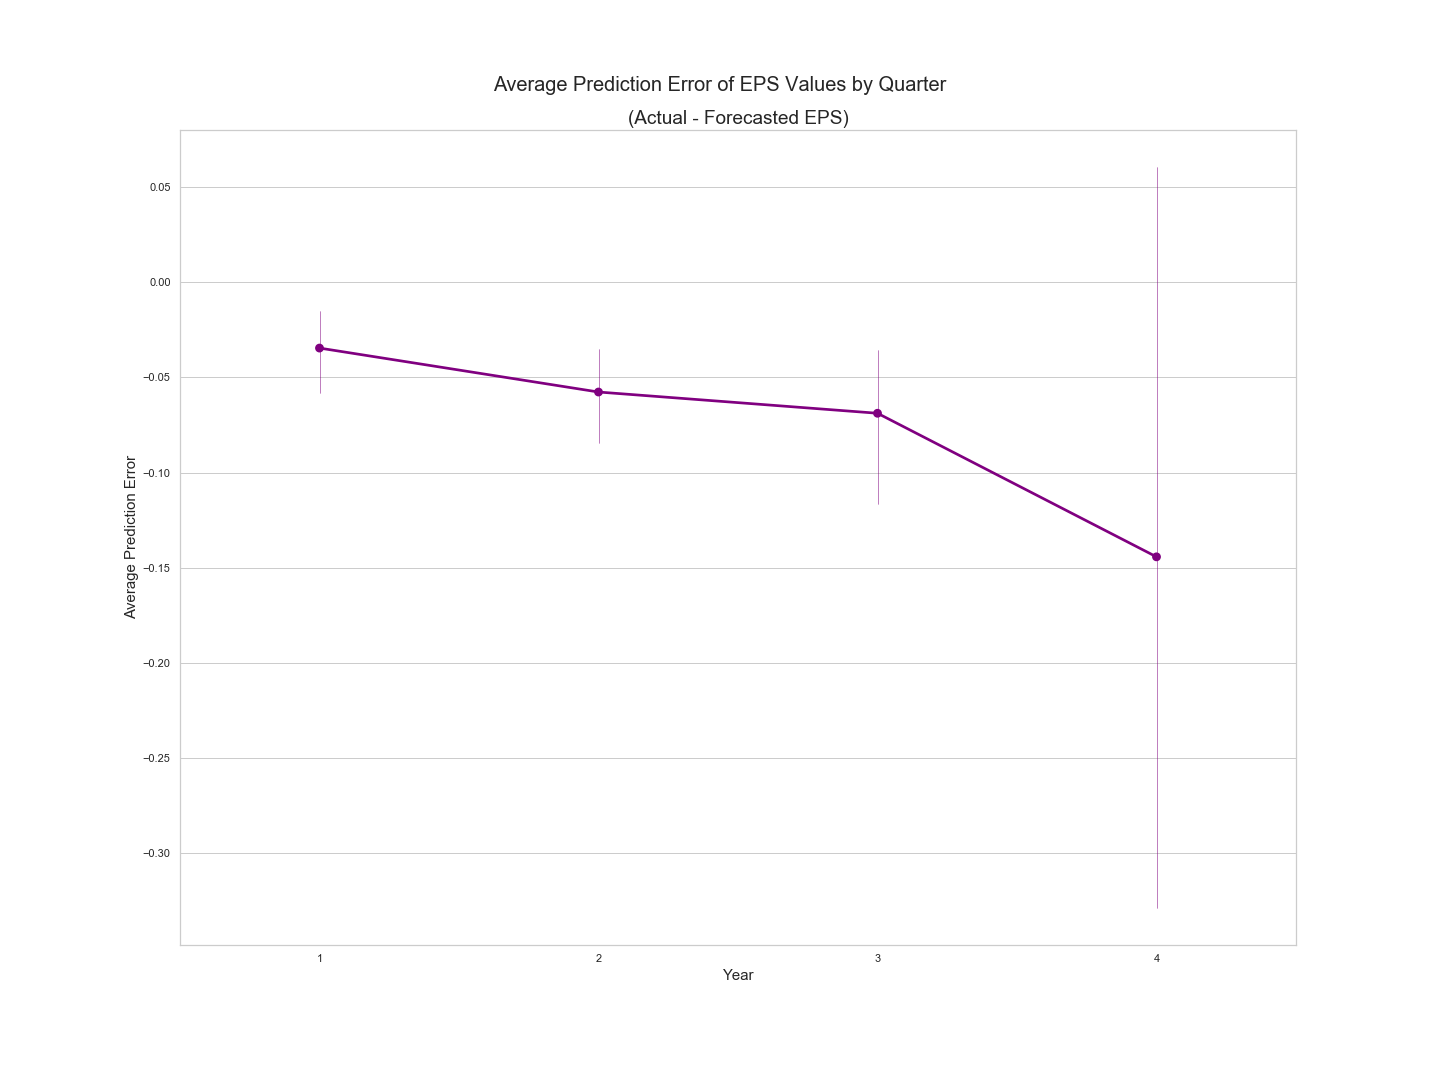 Average Prediction Error of EPS Values by Quarter
(Actual - Forecasted EPS)
0.05
0.00
−0.05
−0.10
−0.15
−0.20
−0.25
−0.30
Average Prediction Error
1 2 3 4
Year